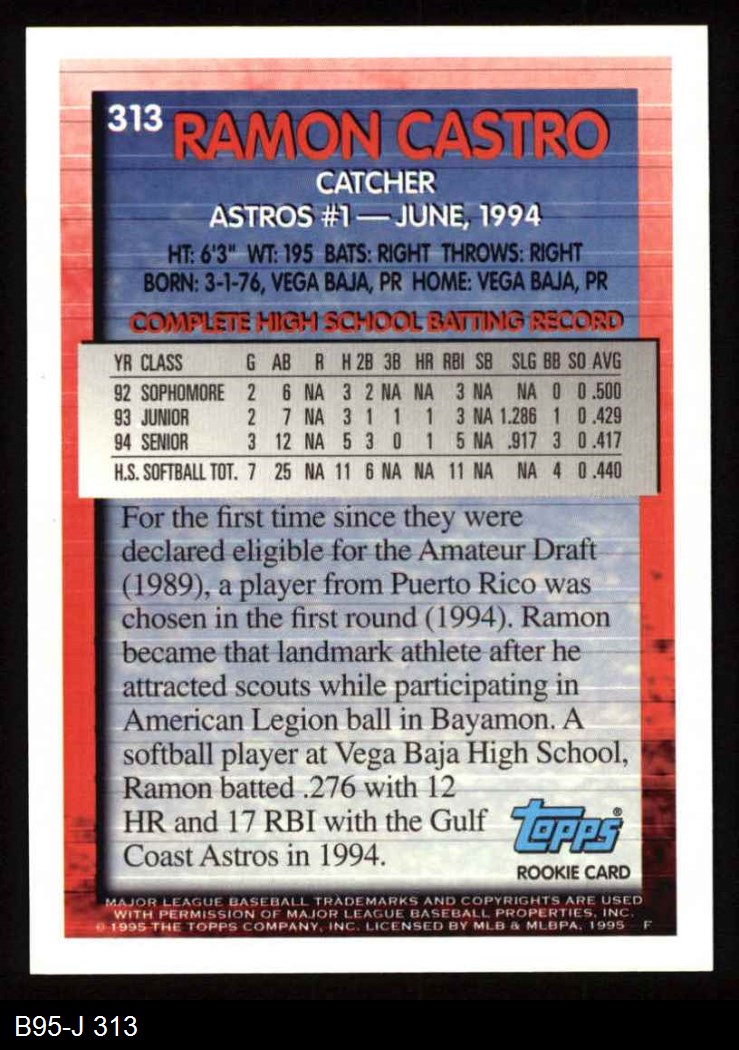 313
RAMON CASTRO
CATCHER
ASTROS #1 — JUNE, 1994
HT: 6'3" WT: 195 BATS: RIGHT THROWS: RIGHT
BORN: 3-1-76, VEGA BAJA, PR HOME: VEGA BAJA, PR
COMPLETE HIGH SCHOOL BATTING RECORD
YR CLASS G AB R H 2B 3B HR RBI SB SLG BB SO AVG
92 SOPHOMORE 2 6 NA 3 2 NA NA 3 NA NA 0 0 .500
93 JUNIOR 2 7 NA 3 1 1 1 3 NA 1.286 1 0 .429
94 SENIOR 3 12 NA 5 3 0 1 5 NA .917 3 0 .417
H.S. SOFTBALL TOT. 7 25 NA 11 6 NA NA 11 NA NA 4 0 .440
For the first time since they were
declared eligible for the Amateur Draft
(1989), a player from Puerto Rico was
chosen in the first round (1994). Ramon
became that landmark athlete after he
attracted scouts while participating in
American Legion ball in Bayamon. A
softball player at Vega Baja High School,
Ramon batted .276 with 12
HR and 17 RBI with the Gulf
Coast Astros in 1994.
Topps®
ROOKIE CARD
MAJOR LEAGUE BASEBALL TRADEMARKS AND COPYRIGHTS ARE USED
WITH PERMISSION OF MAJOR LEAGUE BASEBALL PROPERTIES, INC.
© 1995 THE TOPPS COMPANY, INC. LICENSED BY MLB & MLBPA, 1995 F
B95-J 313